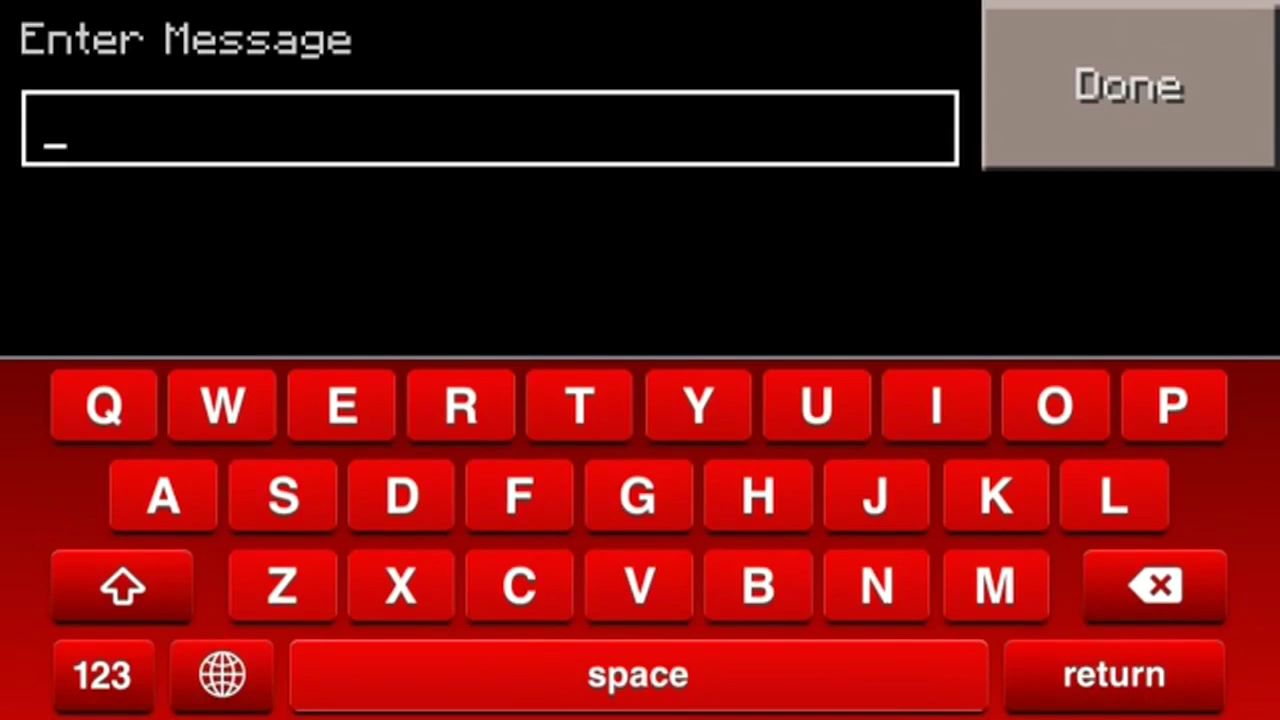 Enter Message
Done
_
Q W E R T Y U I O P
A S D F G H J K L
Z X C V B N M
123 space return